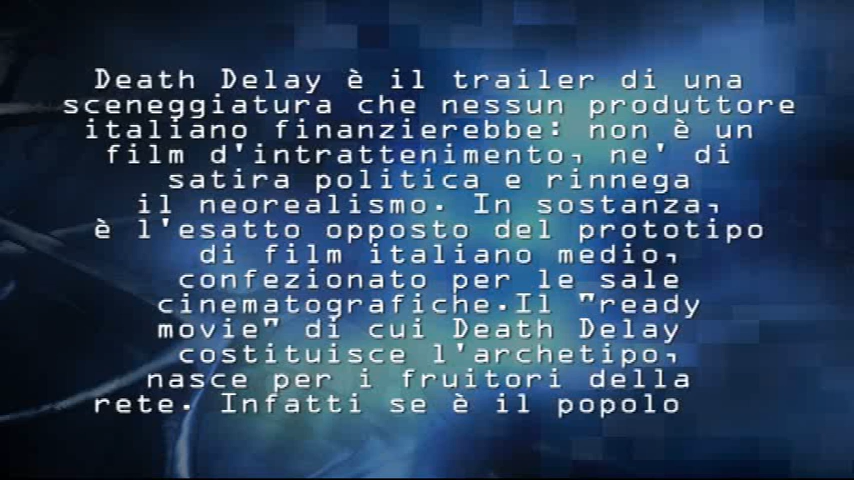 Death Delay è il trailer di una
sceneggiatura che nessun produttore
italiano finanzierebbe: non è un
film d'intrattenimento, ne' di
satira politica e rinnega
il neorealismo. In sostanza,
è l'esatto opposto del prototipo
di film italiano medio,
confezionato per le sale
cinematografiche.Il "ready
movie" di cui Death Delay
costituisce l'archetipo,
nasce per i fruitori della
rete. Infatti se è il popolo